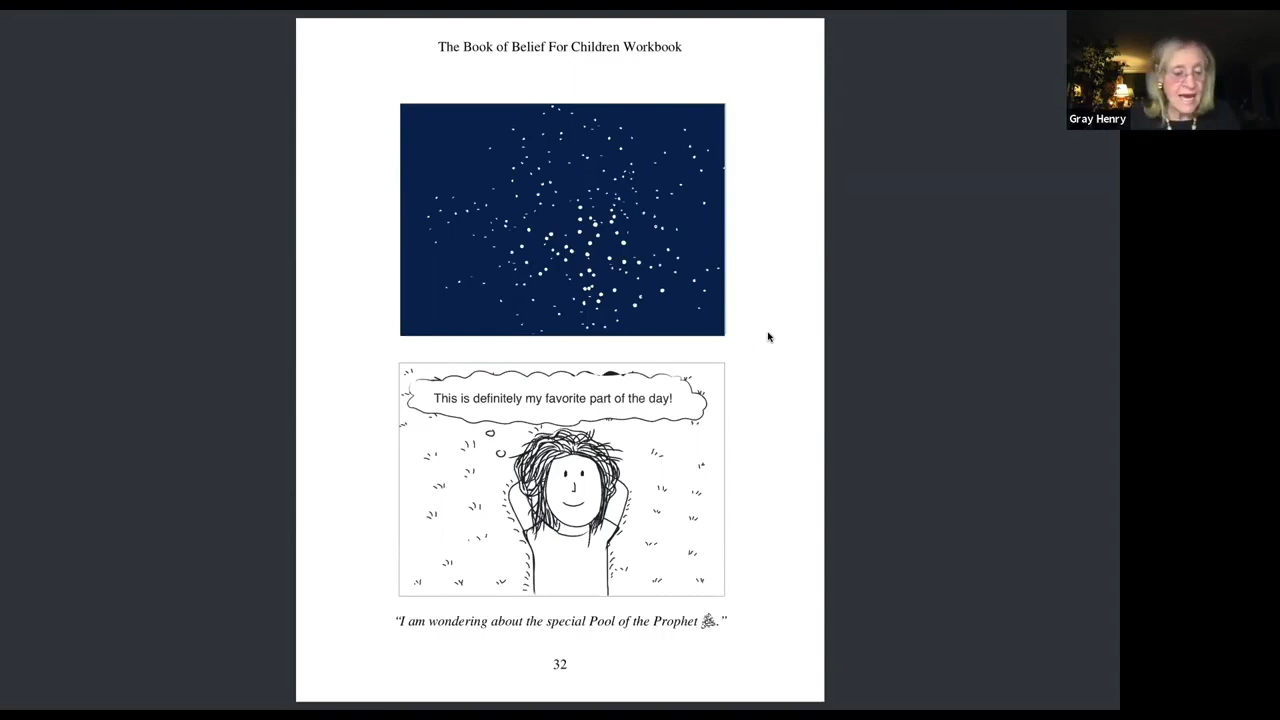 The Book of Belief For Children Workbook
Gray Henry
This is definitely my favorite part of the day!
“I am wondering about the special Pool of the Prophet ﷺ.”
32